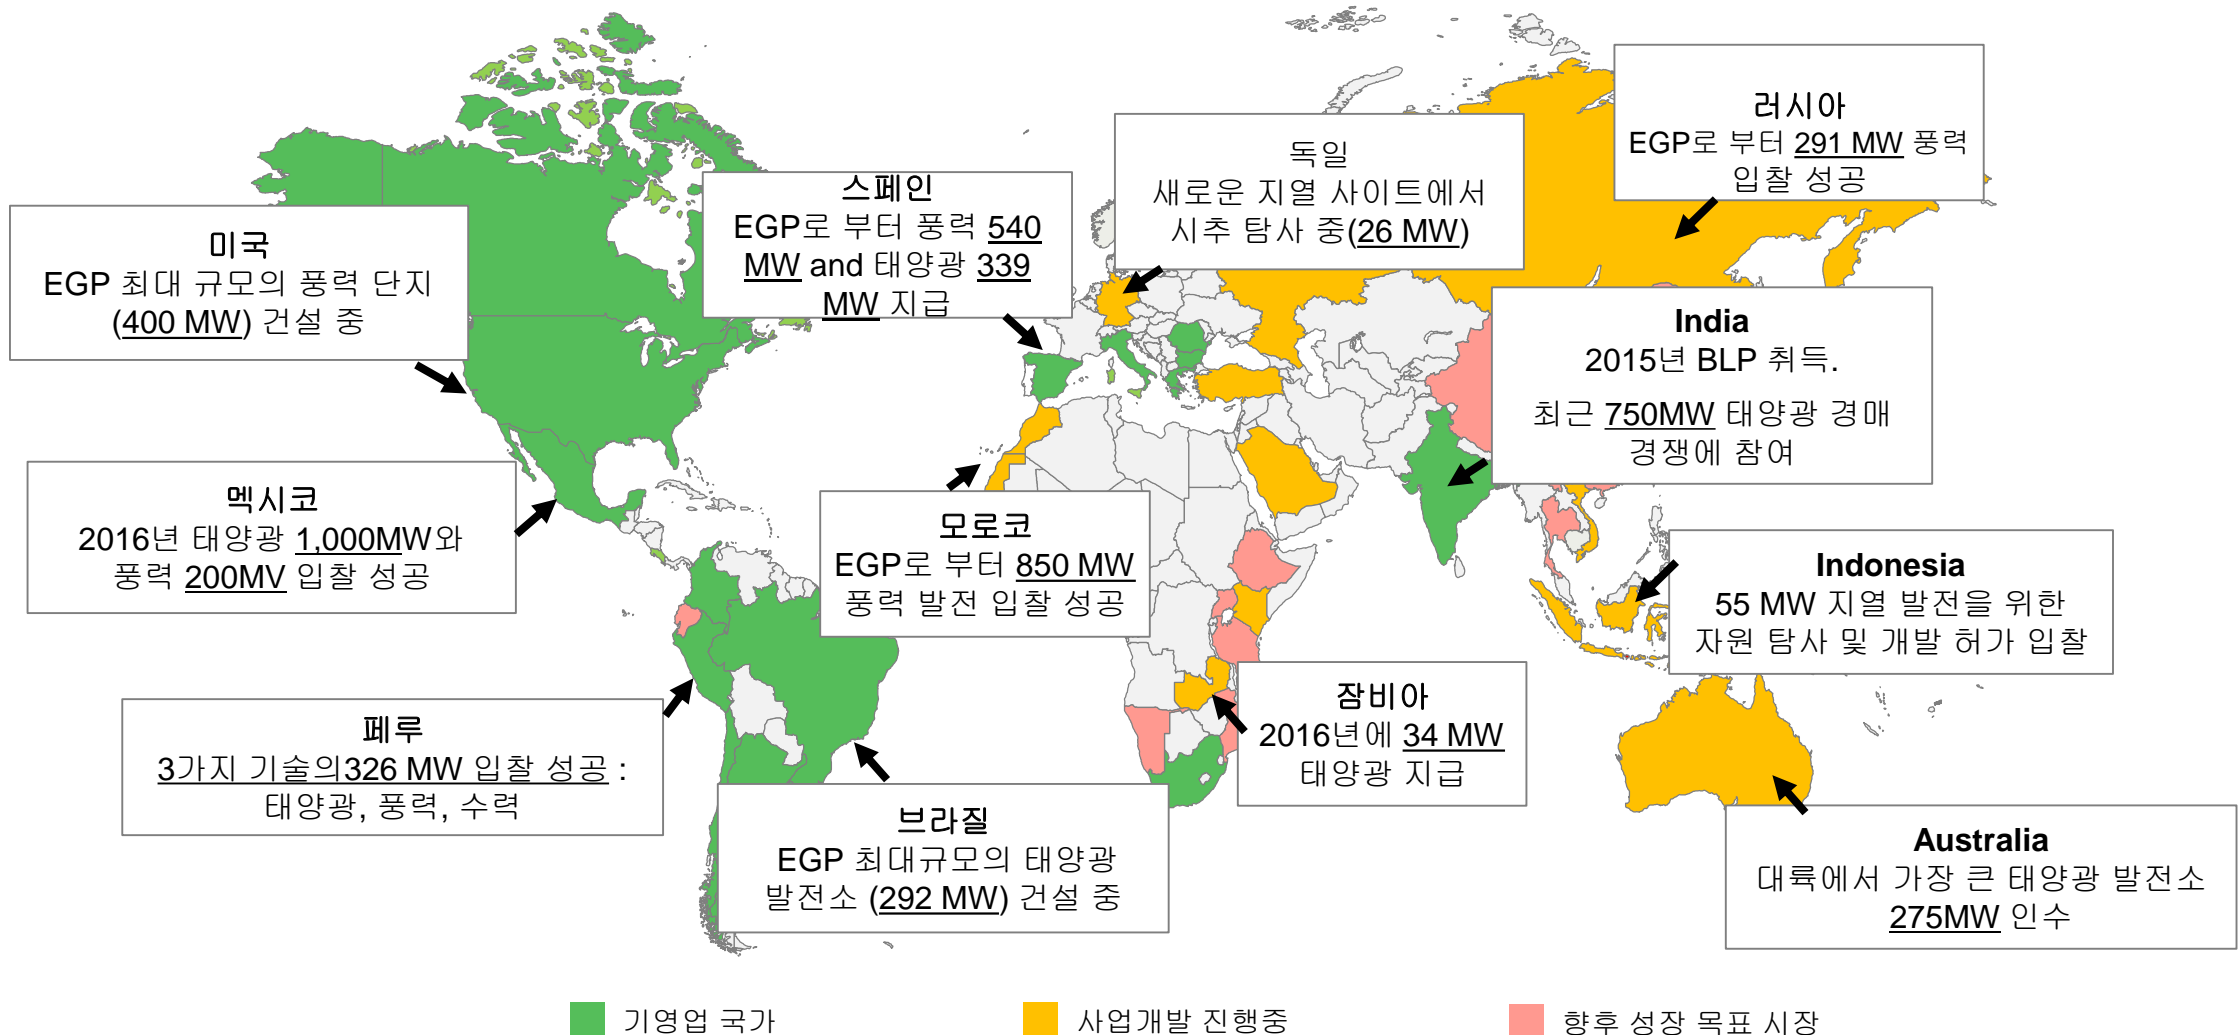 러시아
EGP로 부터 291 MW 풍력
입찰 성공
독일
새로운 지열 사이트에서
시추 탐사 중(26 MW)
스페인
EGP로 부터 풍력 540
MW and 태양광 339
MW 지급
미국
EGP 최대 규모의 풍력 단지
(400 MW) 건설 중
India
2015년 BLP 취득.
최근 750MW 태양광 경매
경쟁에 참여
멕시코
2016년 태양광 1,000MW와
풍력 200MV 입찰 성공
모로코
EGP로 부터 850 MW
풍력 발전 입찰 성공
Indonesia
55 MW 지열 발전을 위한
자원 탐사 및 개발 허가 입찰
잠비아
2016년에 34 MW
태양광 지급
페루
3가지 기술의326 MW 입찰 성공 :
태양광, 풍력, 수력
브라질
EGP 최대규모의 태양광
발전소 (292 MW) 건설 중
Australia
대륙에서 가장 큰 태양광 발전소
275MW 인수
기영업 국가
사업개발 진행중
향후 성장 목표 시장